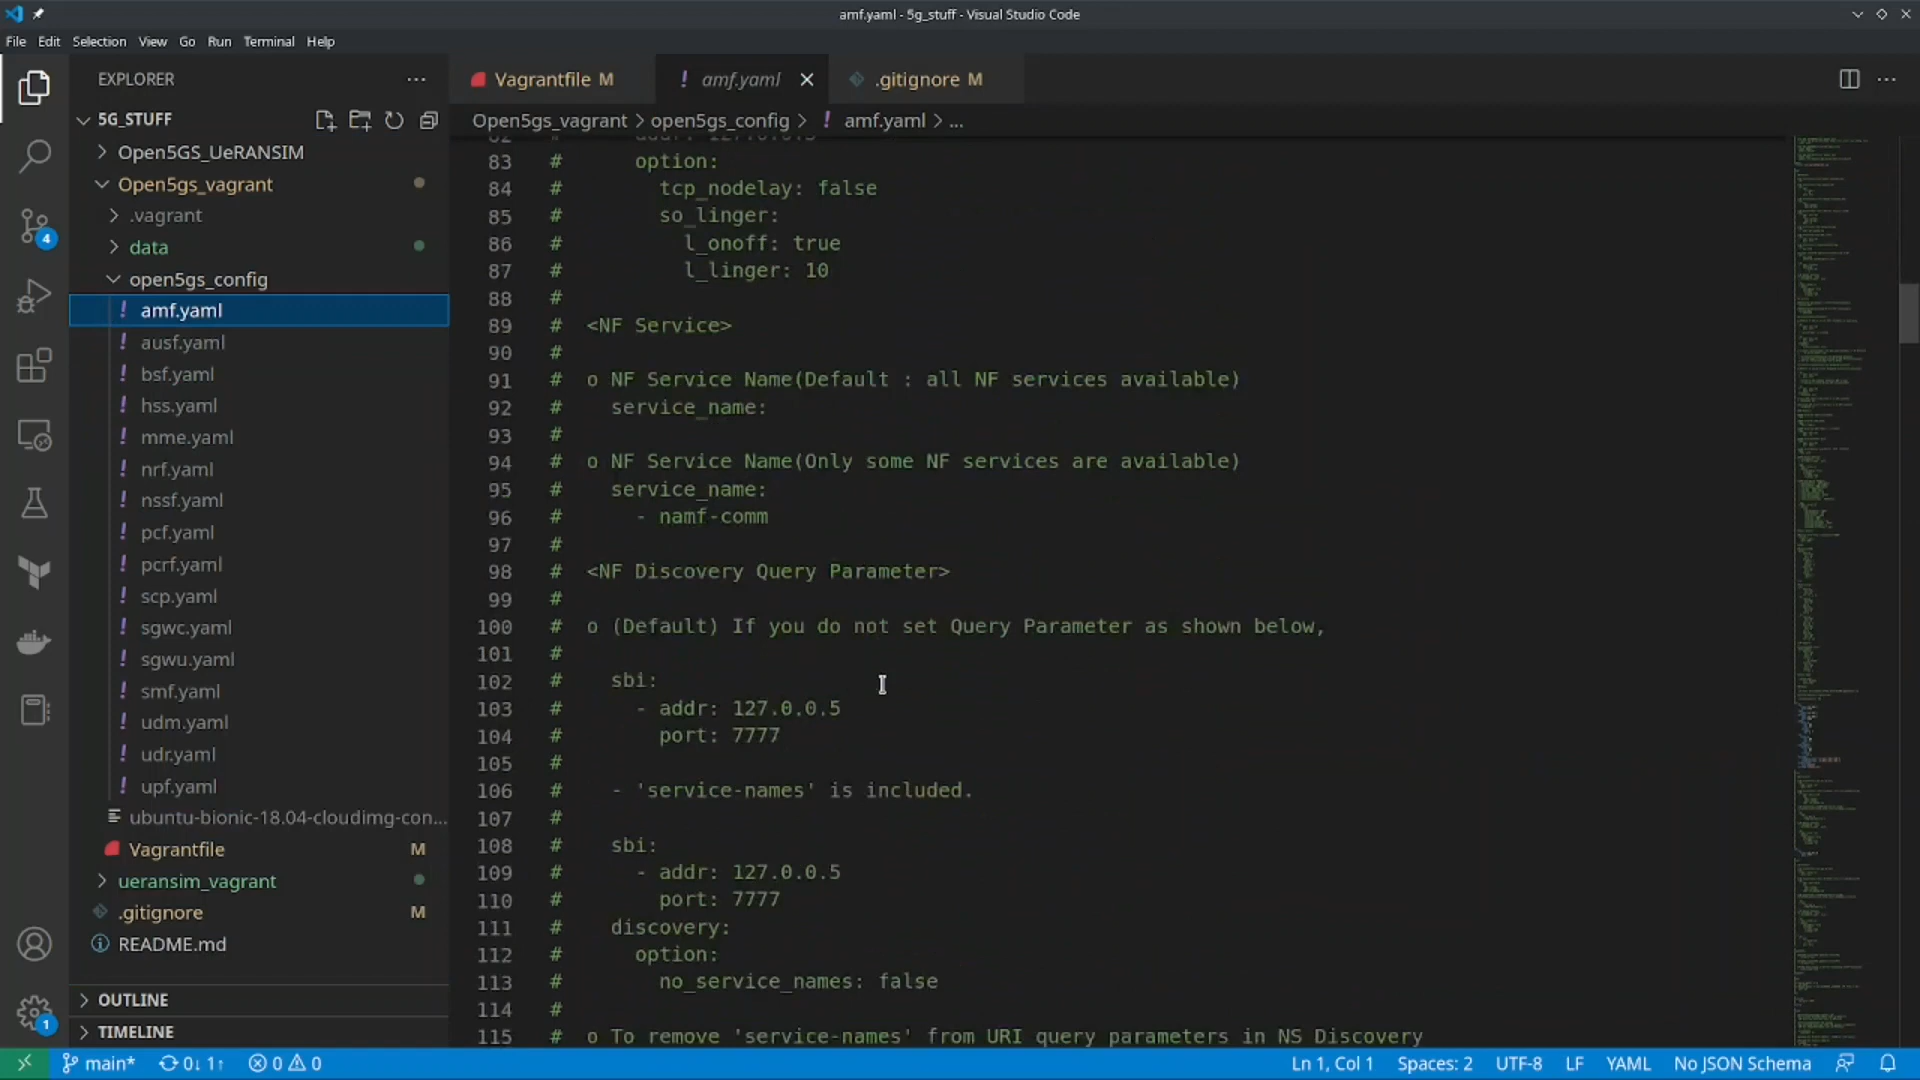 amf.yaml - 5g_stuff - Visual Studio Code
File Edit Selection View Go Run Terminal Help
EXPLORER
5G_STUFF
Open5GS_UeRANSIM
Open5gs_vagrant
.vagrant
data
open5gs_config
amf.yaml
ausf.yaml
bsf.yaml
hss.yaml
mme.yaml
nrf.yaml
nssf.yaml
pcf.yaml
pcrf.yaml
scp.yaml
sgwc.yaml
sgwu.yaml
smf.yaml
udm.yaml
udr.yaml
upf.yaml
ubuntu-bionic-18.04-cloudimg-con...
Vagrantfile M
ueransim_vagrant
.gitignore M
README.md
OUTLINE
TIMELINE
4
1
Vagrantfile M
! amf.yaml
.gitignore M
Open5gs_vagrant > open5gs_config > ! amf.yaml > ...
83 # option:
84 # tcp_nodelay: false
85 # so_linger:
86 # l_onoff: true
87 # l_linger: 10
88 #
89 # <NF Service>
90 #
91 # o NF Service Name(Default : all NF services available)
92 # service_name:
93 #
94 # o NF Service Name(Only some NF services are available)
95 # service_name:
96 # - namf-comm
97 #
98 # <NF Discovery Query Parameter>
99 #
100 # o (Default) If you do not set Query Parameter as shown below,
101 #
102 # sbi:
103 # - addr: 127.0.0.5
104 # port: 7777
105 #
106 # - 'service-names' is included.
107 #
108 # sbi:
109 # - addr: 127.0.0.5
110 # port: 7777
111 # discovery:
112 # option:
113 # no_service_names: false
114 #
115 # o To remove 'service-names' from URI query parameters in NS Discovery
main* 0↓ 1↑ 0 0 Ln 1, Col 1 Spaces: 2 UTF-8 LF YAML No JSON Schema